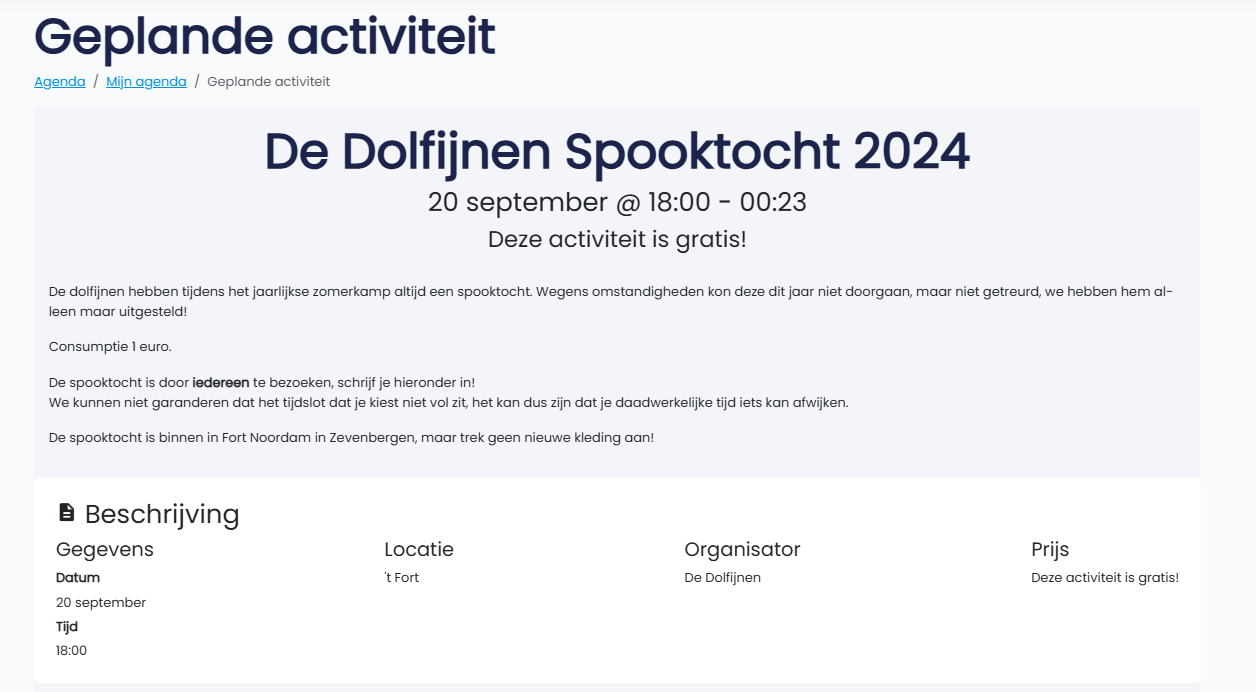 Geplande activiteit
Agenda / Mijn agenda / Geplande activiteit
De Dolfijnen Spooktocht 2024
20 september @ 18:00 - 00:23
Deze activiteit is gratis!
De dolfijnen hebben tijdens het jaarlijkse zomerkamp altijd een spooktocht. Wegens omstandigheden kon deze dit jaar niet doorgaan, maar niet getreurd, we hebben hem al-
leen maar uitgesteld!
Consumptie 1 euro.
De spooktocht is door iedereen te bezoeken, schrijf je hieronder in!
We kunnen niet garanderen dat het tijdslot dat je kiest niet vol zit, het kan dus zijn dat je daadwerkelijke tijd iets kan afwijken.
De spooktocht is binnen in Fort Noordam in Zevenbergen, maar trek geen nieuwe kleding aan!
Beschrijving
Gegevens
Datum
20 september
Tijd
18:00
Locatie
't Fort
Organisator
De Dolfijnen
Prijs
Deze activiteit is gratis!